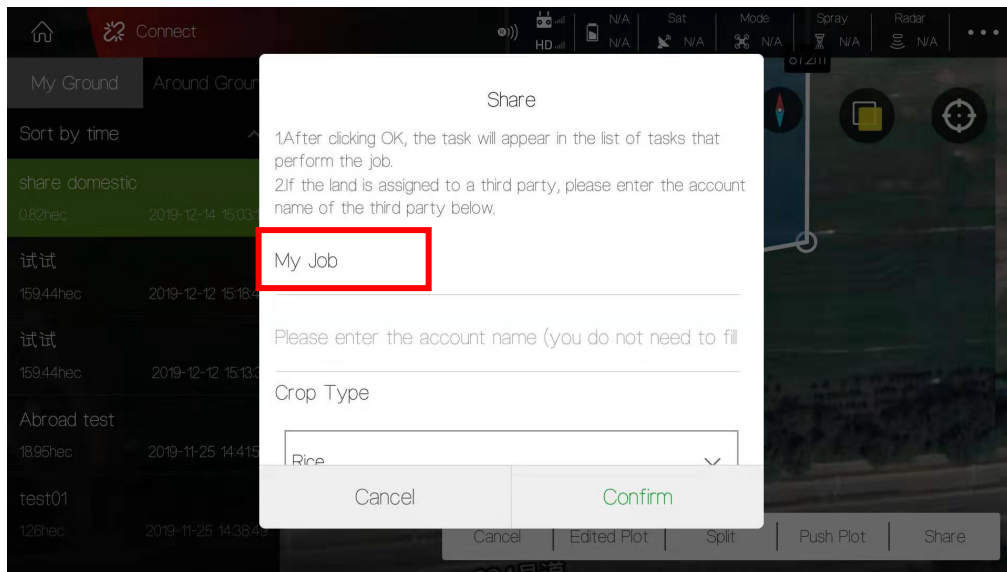 Connect
HD
N/A
N/A
Sat
N/A
Mode
N/A
Spray
N/A
Radar
N/A
My Ground
Around
Sort by time
share domestic
0.82hec
2019-12-14 15:03:
试试
159.44hec
2019-12-12 15:18:4
试试
159.44hec
2019-12-12 15:13:3
Abroad test
18.95hec
2019-11-25 14:41:5
test01
1.26hec
2019-11-25 14:38:49
Share
1.After clicking OK, the task will appear in the list of tasks that
perform the job.
2.If the land is assigned to a third party, please enter the account
name of the third party below.
My Job
Please enter the account name (you do not need to fill
Crop Type
Rice
Cancel
Confirm
Cancel
Edited Plot
Split
Push Plot
Share